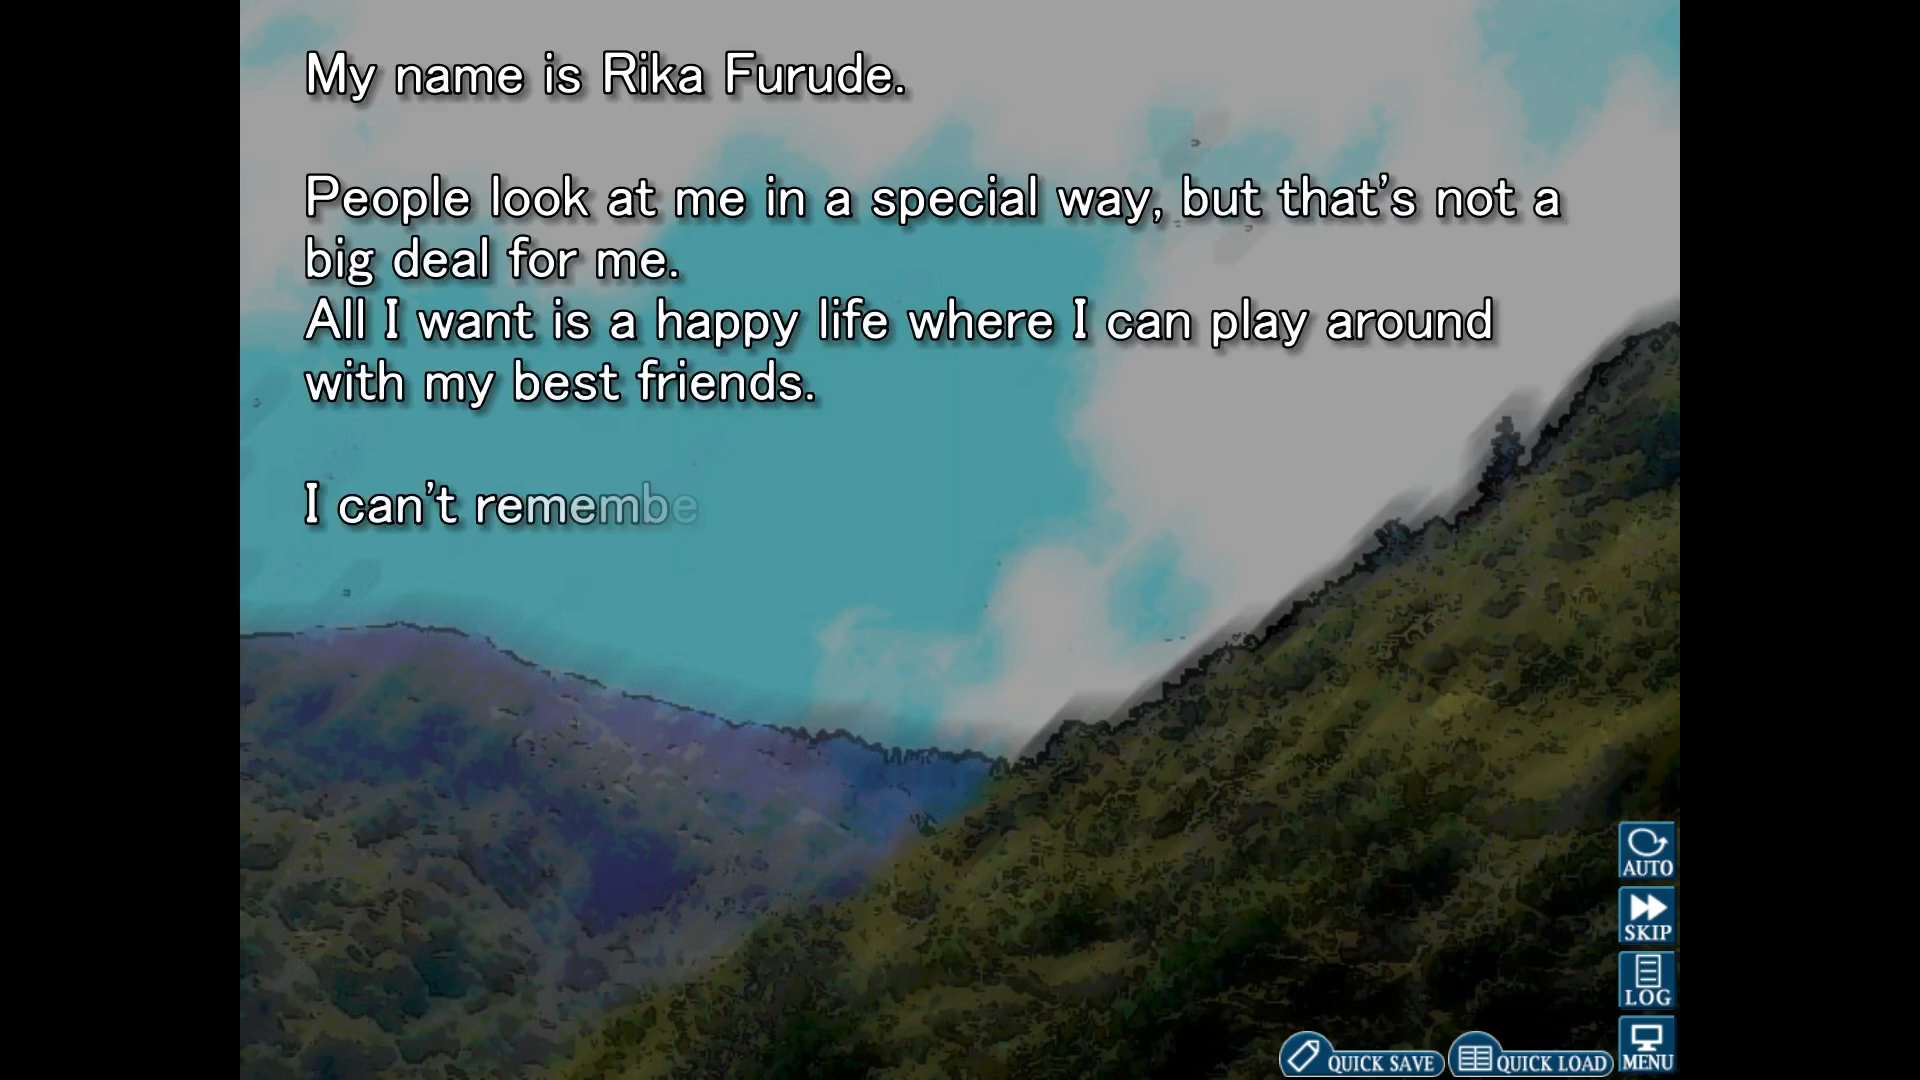 My name is Rika Furude.
People look at me in a special way, but that's not a
big deal for me.
All I want is a happy life where I can play around
with my best friends.
I can't remembe
AUTO
SKIP
LOG
MENU
QUICK SAVE
QUICK LOAD